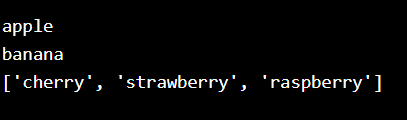 apple
banana
['cherry', 'strawberry', 'raspberry']